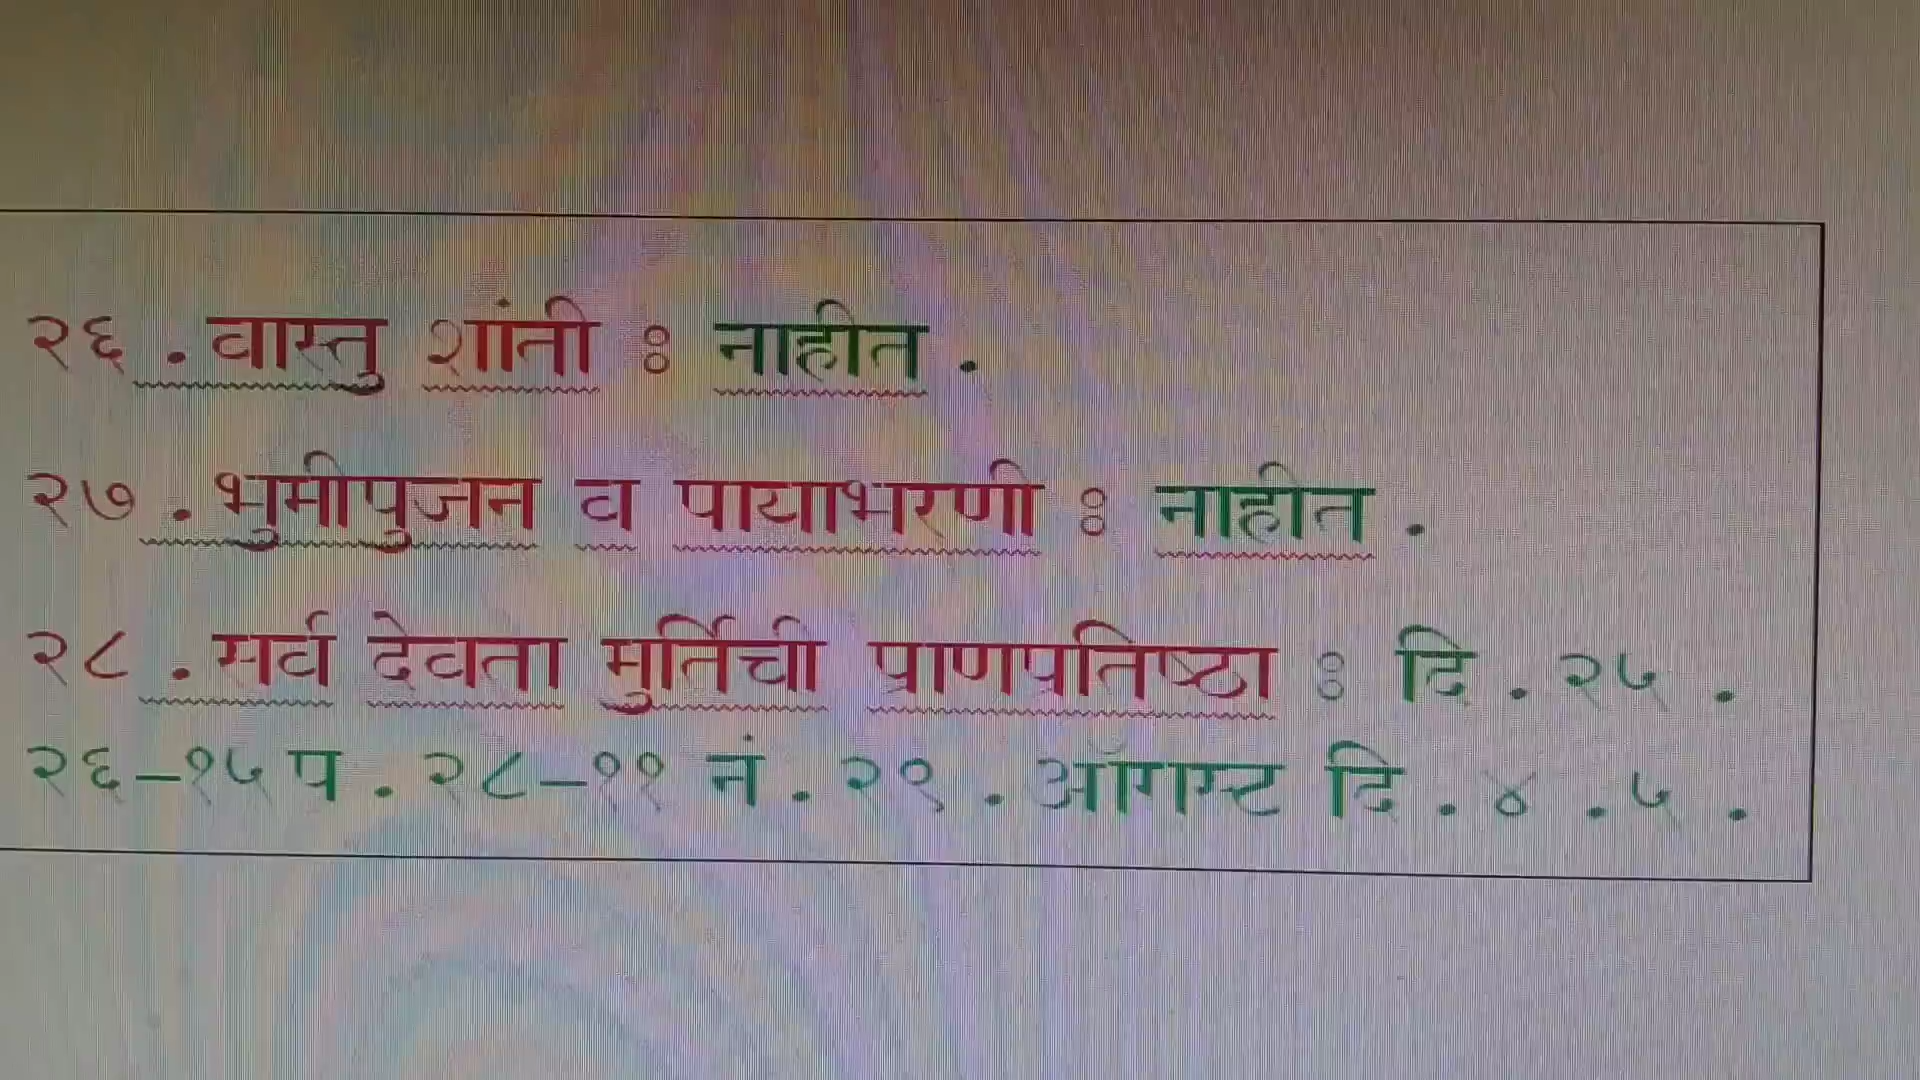 २६ . वास्तु शांती ः नाहीत .
२७ . भुमीपुजन व पायाभरणी ः नाहीत .
२८ . सर्व देवता मुर्तिची प्राणप्रतिष्ठा ः दि . २५ .
२६–१५ प . २८–११ नं . २९ . ऑगस्ट दि . ४ . ५ .